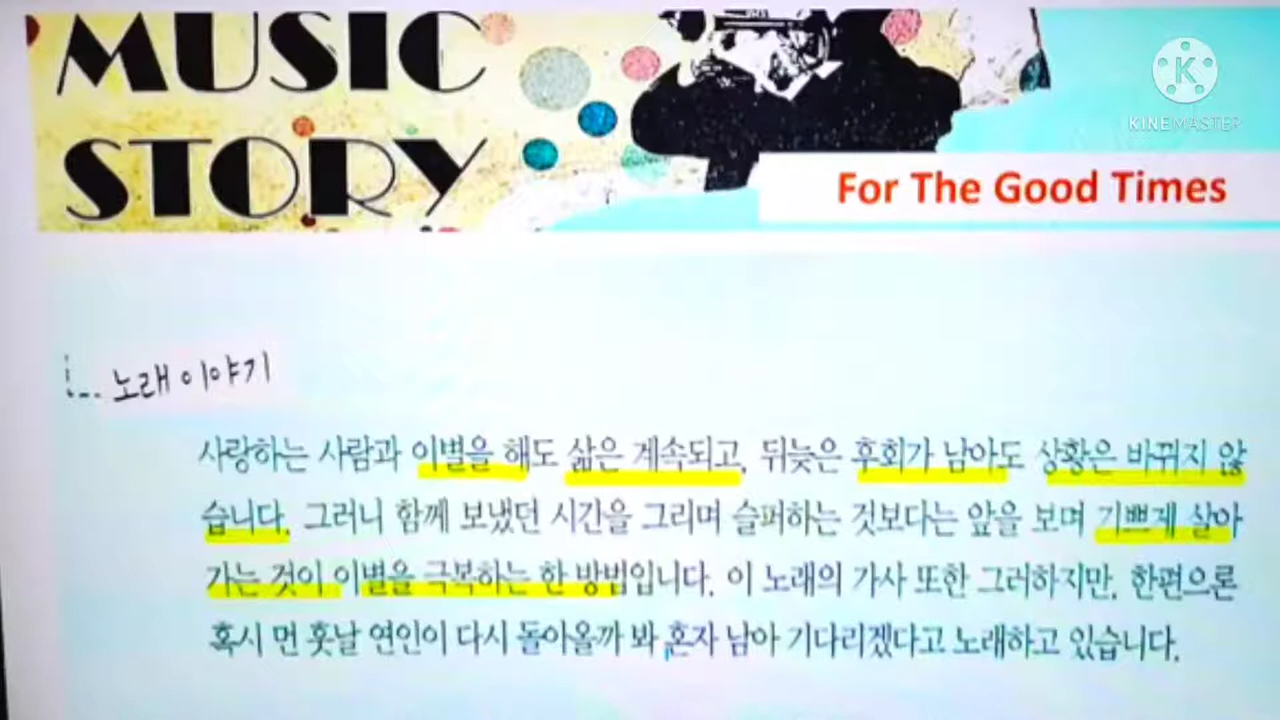 MUSIC
STORY
KINEMASTER
For The Good Times
노래 이야기
사랑하는 사람과 이별을 해도 삶은 계속되고, 뒤늦은 후회가 남아도 상황은 바뀌지 않
습니다. 그러니 함께 보냈던 시간을 그리며 슬퍼하는 것보다는 앞을 보며 기쁘게 살아
가는 것이 이별을 극복하는 한 방법입니다. 이 노래의 가사 또한 그러하지만, 한편으론
혹시 먼 훗날 연인이 다시 돌아올까 봐 혼자 남아 기다리겠다고 노래하고 있습니다.